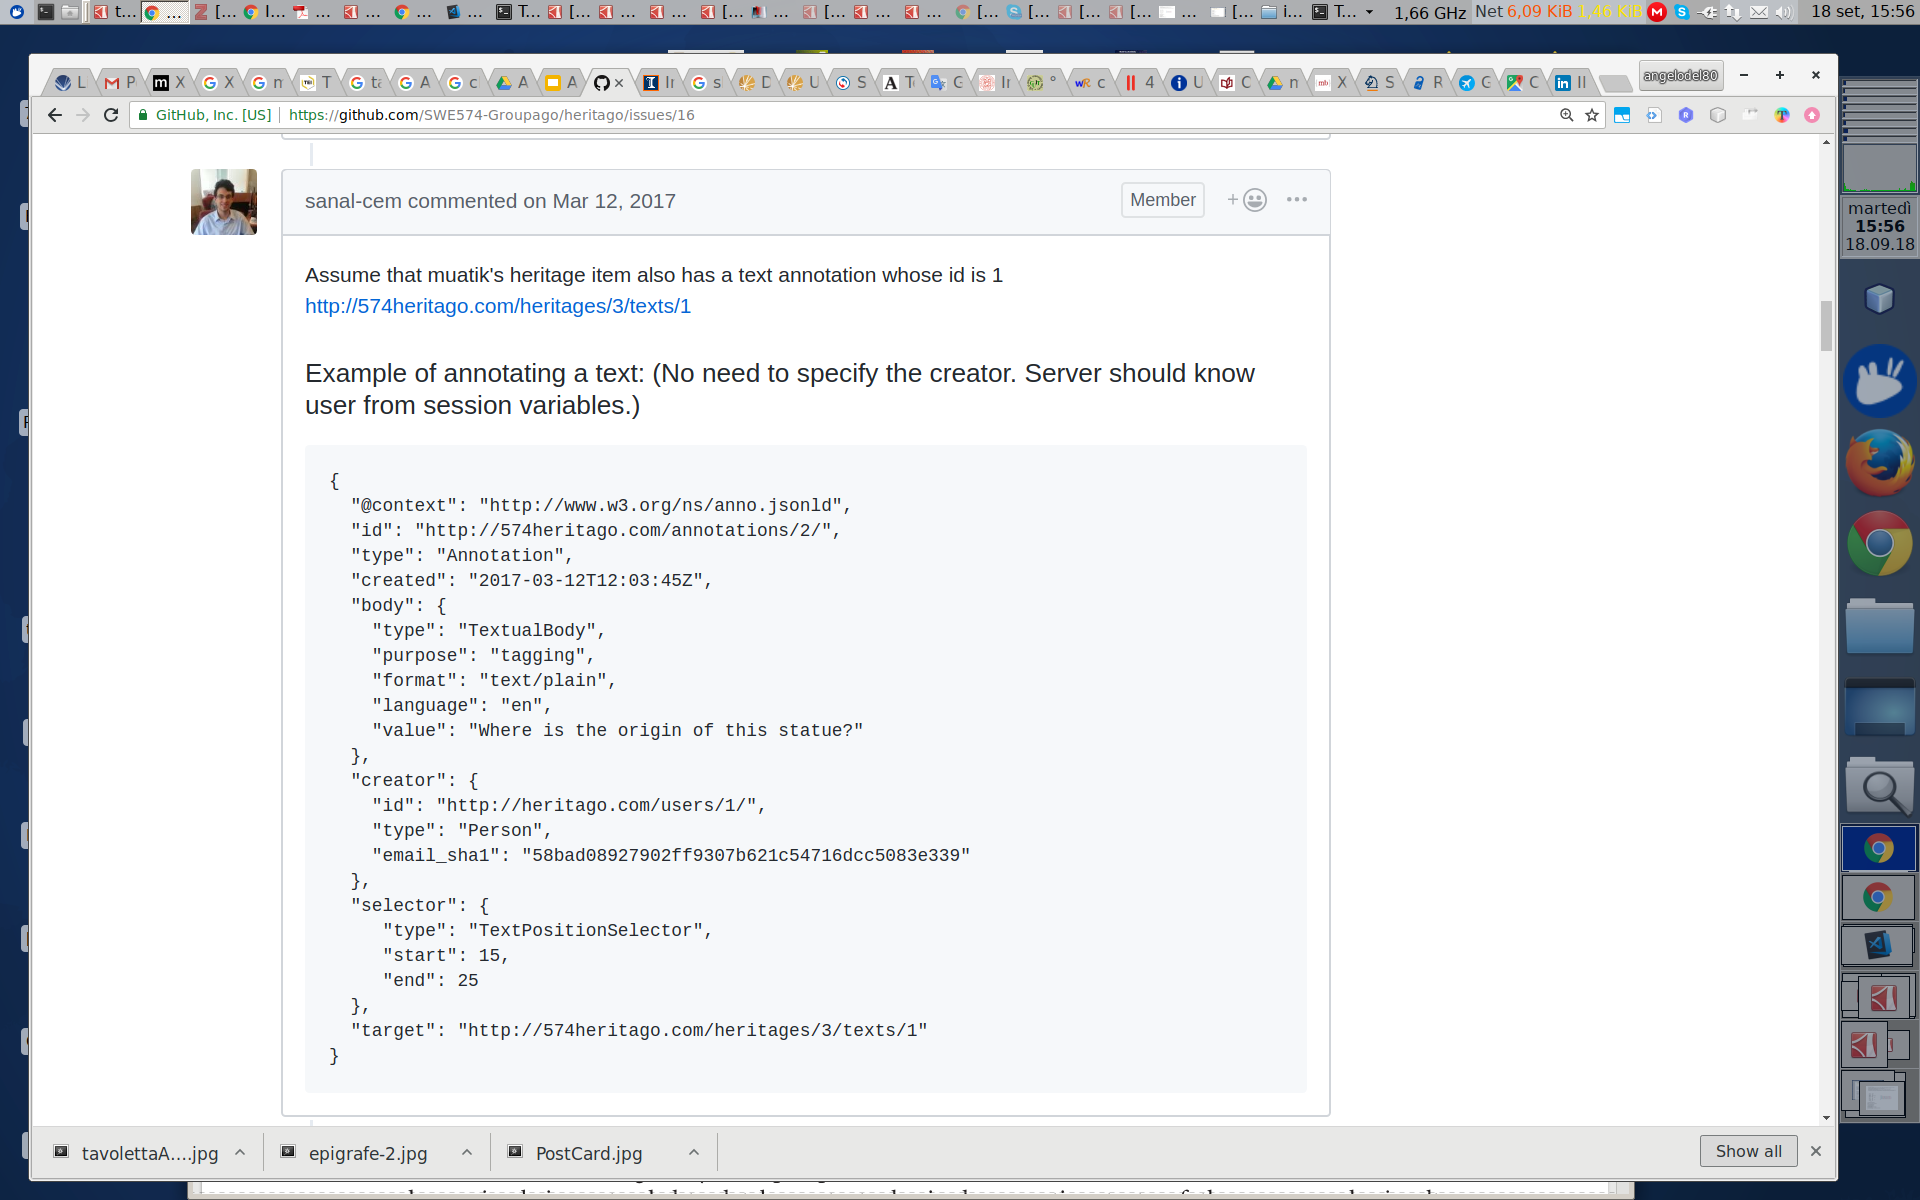 1,66 GHz Net 6,09 KiB 1,46 KiB 18 set, 15:56
angelodel80
GitHub, Inc. [US] https://github.com/SWE574-Groupago/heritago/issues/16
martedì
15:56
18.09.18
sanal-cem commented on Mar 12, 2017
Member
Assume that muatik's heritage item also has a text annotation whose id is 1
http://574heritago.com/heritages/3/texts/1
Example of annotating a text: (No need to specify the creator. Server should know
user from session variables.)
{
"@context": "http://www.w3.org/ns/anno.jsonld",
"id": "http://574heritago.com/annotations/2/",
"type": "Annotation",
"created": "2017-03-12T12:03:45Z",
"body": {
"type": "TextualBody",
"purpose": "tagging",
"format": "text/plain",
"language": "en",
"value": "Where is the origin of this statue?"
},
"creator": {
"id": "http://heritago.com/users/1/",
"type": "Person",
"email_sha1": "58bad08927902ff9307b621c54716dcc5083e339"
},
"selector": {
"type": "TextPositionSelector",
"start": 15,
"end": 25
},
"target": "http://574heritago.com/heritages/3/texts/1"
}
tavolettaA....jpg
epigrafe-2.jpg
PostCard.jpg
Show all